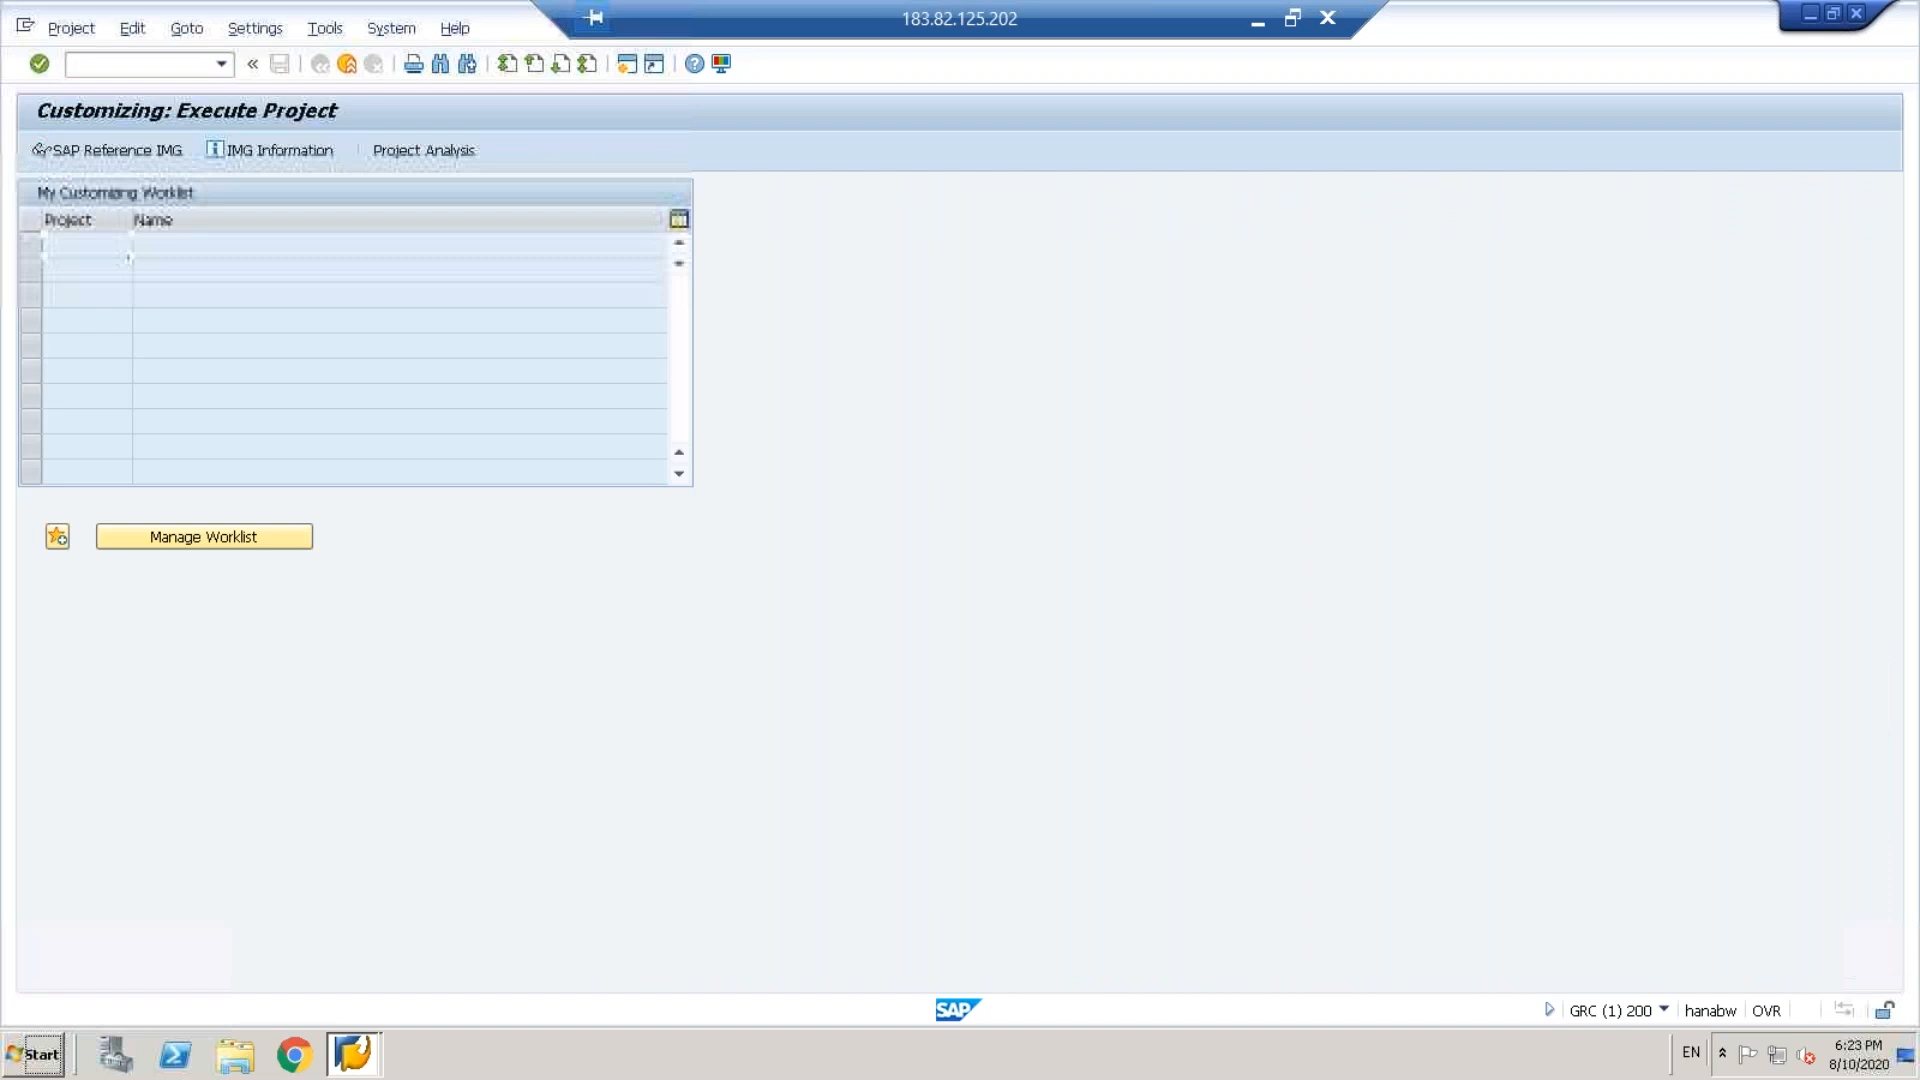 183.82.125.202
Project Edit Goto Settings Tools System Help
Customizing: Execute Project
SAP Reference IMG IMG Information Project Analysis
My Customizing Worklist
Project Name
Manage Worklist
SAP
GRC (1) 200 hanabw OVR
Start
EN
6:23 PM
8/10/2020